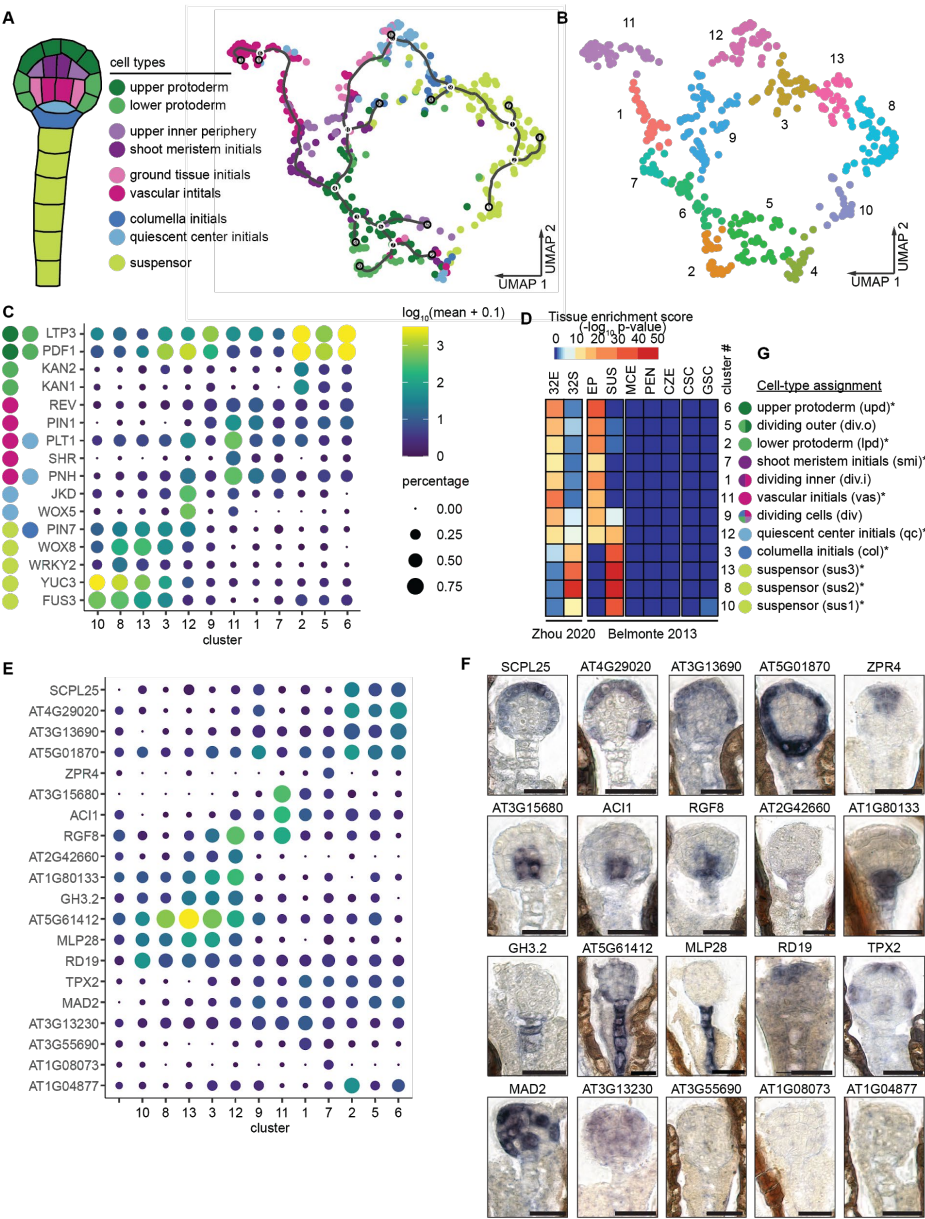 A
cell types
upper protoderm
lower protoderm
upper inner periphery
shoot meristem initials
ground tissue initials
vascular intitals
columella initials
quiescent center initials
suspensor
UMAP 1
UMAP 2
B
11
12
13
1
3
8
9
7
6
5
10
2
4
UMAP 1
UMAP 2
C
LTP3
PDF1
KAN2
KAN1
REV
PIN1
PLT1
SHR
PNH
JKD
WOX5
PIN7
WOX8
WRKY2
YUC3
FUS3
10 8 13 3 12 9 11 1 7 2 5 6
cluster
log10(mean + 0.1)
3
2
1
0
percentage
0.00
0.25
0.50
0.75
D
Tissue enrichment score
(-log10 p-value)
0 10 20 30 40 50
32E 32S EP SUS MCE PEN CZE CSC GSC cluster #
6
5
2
7
1
11
9
12
3
13
8
10
Zhou 2020 Belmonte 2013
G
Cell-type assignment
upper protoderm (upd)*
dividing outer (div.o)
lower protoderm (lpd)*
shoot meristem initials (smi)*
dividing inner (div.i)
vascular initials (vas)*
dividing cells (div)
quiescent center initials (qc)*
columella initials (col)*
suspensor (sus3)*
suspensor (sus2)*
suspensor (sus1)*
E
SCPL25
AT4G29020
AT3G13690
AT5G01870
ZPR4
AT3G15680
ACI1
RGF8
AT2G42660
AT1G80133
GH3.2
AT5G61412
MLP28
RD19
TPX2
MAD2
AT3G13230
AT3G55690
AT1G08073
AT1G04877
10 8 13 3 12 9 11 1 7 2 5 6
cluster
F
SCPL25 AT4G29020 AT3G13690 AT5G01870 ZPR4
AT3G15680 ACI1 RGF8 AT2G42660 AT1G80133
GH3.2 AT5G61412 MLP28 RD19 TPX2
MAD2 AT3G13230 AT3G55690 AT1G08073 AT1G04877